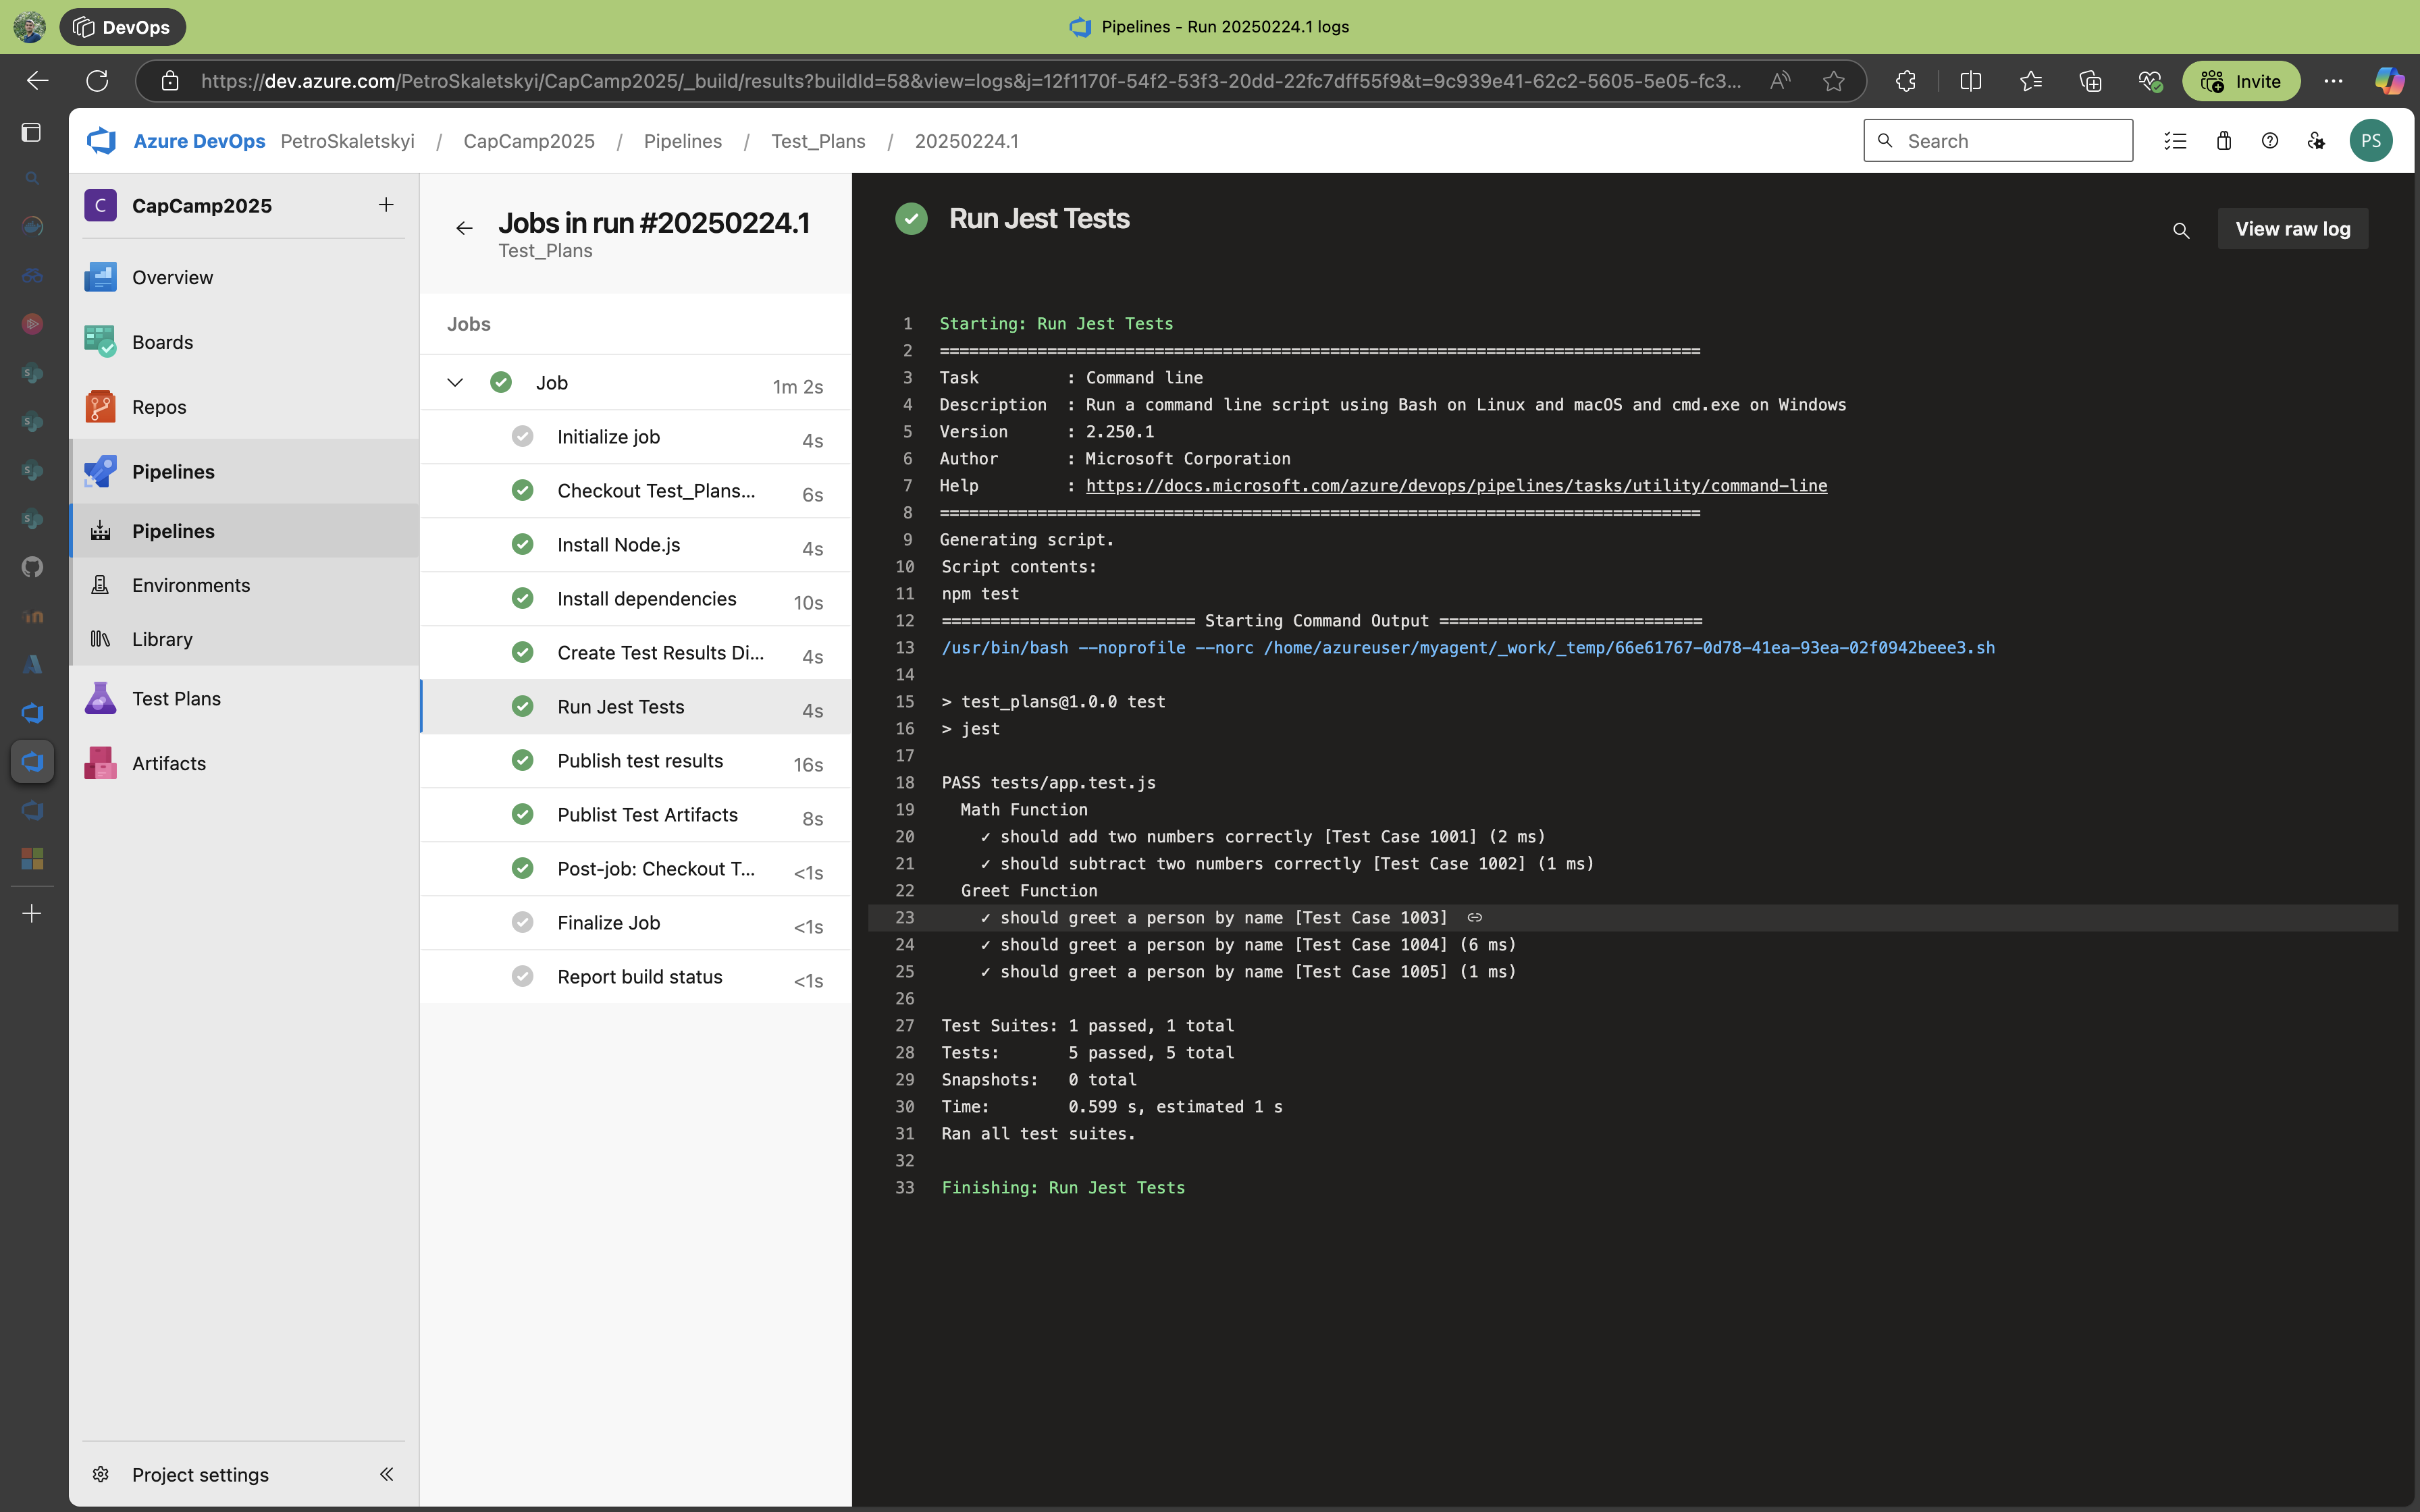 DevOps
Pipelines - Run 20250224.1 logs
https://dev.azure.com/PetroSkaletskyi/CapCamp2025/_build/results?buildId=58&view=logs&j=12f1170f-54f2-53f3-20dd-22fc7dff55f9&t=9c939e41-62c2-5605-5e05-fc3...
Invite
Azure DevOps PetroSkaletskyi / CapCamp2025 / Pipelines / Test_Plans / 20250224.1
Search
PS
C CapCamp2025
Overview
Boards
Repos
Pipelines
Pipelines
Environments
Library
Test Plans
Artifacts
Project settings
Jobs in run #20250224.1
Test_Plans
Jobs
Job 1m 2s
Initialize job 4s
Checkout Test_Plans... 6s
Install Node.js 4s
Install dependencies 10s
Create Test Results Di... 4s
Run Jest Tests 4s
Publish test results 16s
Publist Test Artifacts 8s
Post-job: Checkout T... <1s
Finalize Job <1s
Report build status <1s
Run Jest Tests
View raw log
1 Starting: Run Jest Tests
2 ==============================================================================
3 Task : Command line
4 Description : Run a command line script using Bash on Linux and macOS and cmd.exe on Windows
5 Version : 2.250.1
6 Author : Microsoft Corporation
7 Help : https://docs.microsoft.com/azure/devops/pipelines/tasks/utility/command-line
8 ==============================================================================
9 Generating script.
10 Script contents:
11 npm test
12 ========================== Starting Command Output ===========================
13 /usr/bin/bash --noprofile --norc /home/azureuser/myagent/_work/_temp/66e61767-0d78-41ea-93ea-02f0942beee3.sh
14
15 > test_plans@1.0.0 test
16 > jest
17
18 PASS tests/app.test.js
19 Math Function
20 ✓ should add two numbers correctly [Test Case 1001] (2 ms)
21 ✓ should subtract two numbers correctly [Test Case 1002] (1 ms)
22 Greet Function
23 ✓ should greet a person by name [Test Case 1003]
24 ✓ should greet a person by name [Test Case 1004] (6 ms)
25 ✓ should greet a person by name [Test Case 1005] (1 ms)
26
27 Test Suites: 1 passed, 1 total
28 Tests: 5 passed, 5 total
29 Snapshots: 0 total
30 Time: 0.599 s, estimated 1 s
31 Ran all test suites.
32
33 Finishing: Run Jest Tests